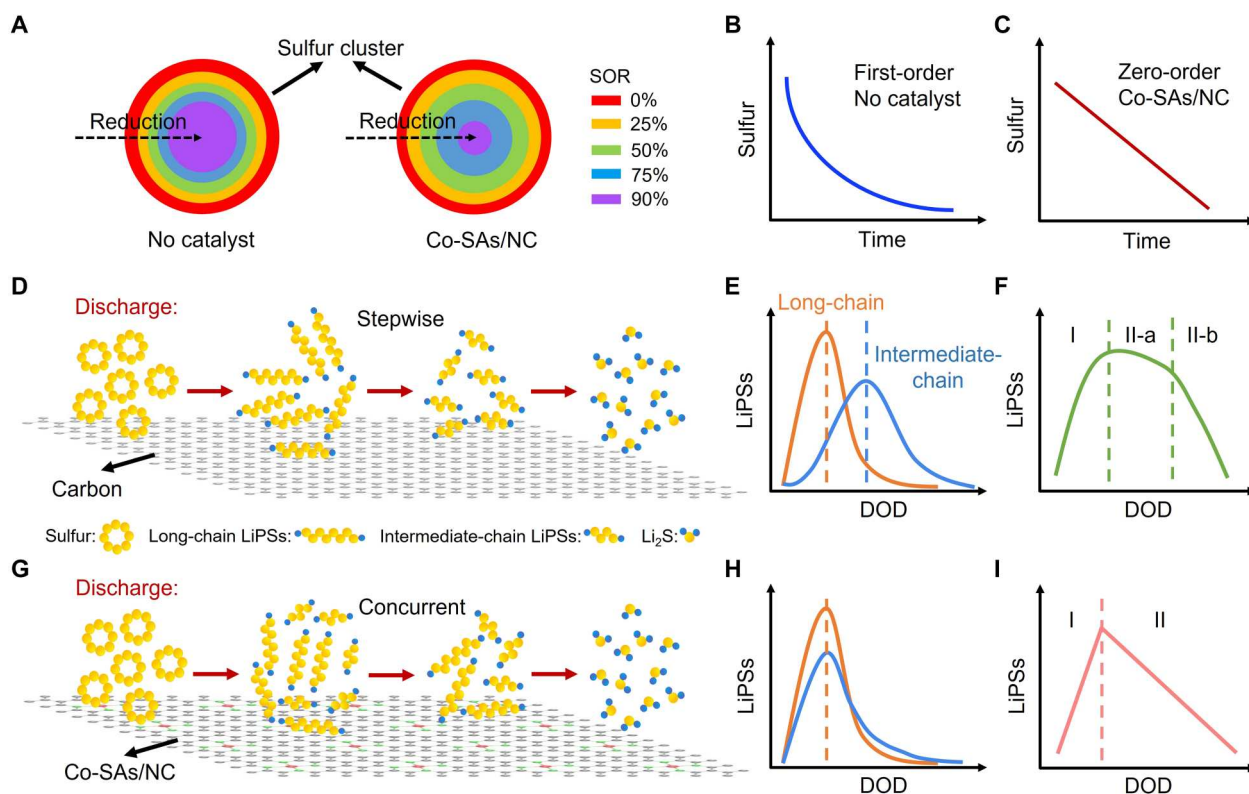 A
Sulfur cluster
Reduction
Reduction
No catalyst
Co-SAs/NC
SOR
0%
25%
50%
75%
90%
B
First-order
No catalyst
Sulfur
Time
C
Zero-order
Co-SAs/NC
Sulfur
Time
D
Discharge:
Stepwise
Carbon
Sulfur:
Long-chain LiPSs:
Intermediate-chain LiPSs:
Li₂S:
E
Long-chain
Intermediate-
chain
LiPSs
DOD
F
I
II-a
II-b
LiPSs
DOD
G
Discharge:
Concurrent
Co-SAs/NC
H
LiPSs
DOD
I
I
II
LiPSs
DOD